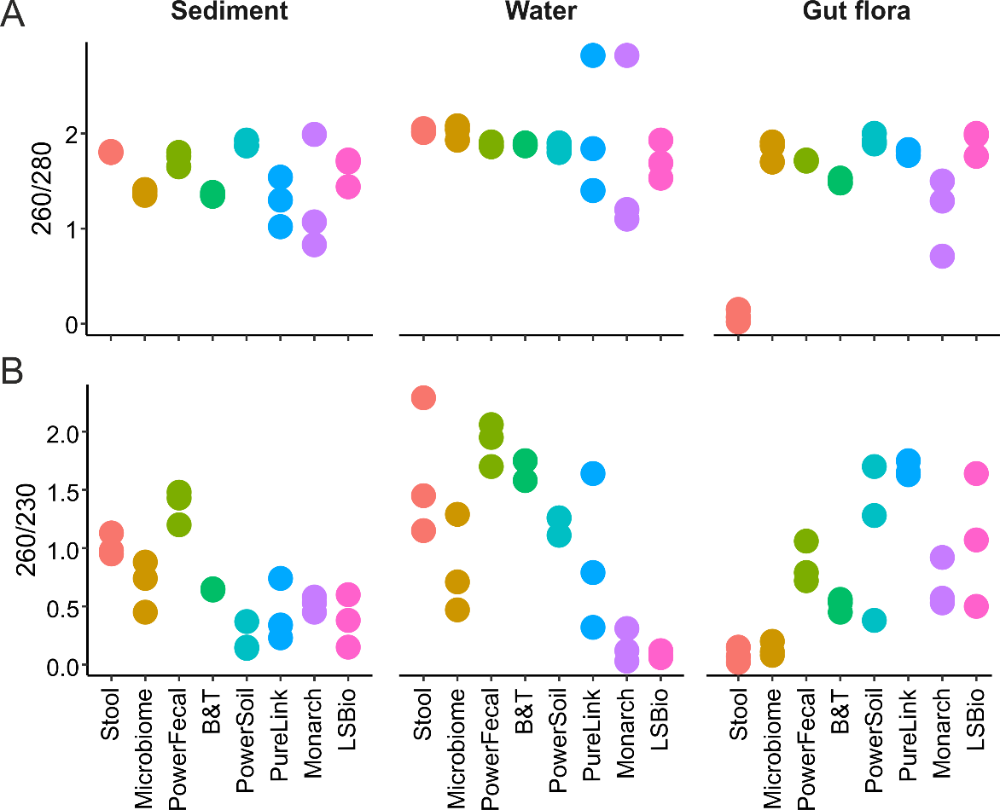 A
Sediment
Water
Gut flora
260/280
2
1
0
B
260/230
2.0
1.5
1.0
0.5
0.0
Stool
Microbiome
PowerFecal
B&T
PowerSoil
PureLink
Monarch
LSBio
Stool
Microbiome
PowerFecal
B&T
PowerSoil
PureLink
Monarch
LSBio
Stool
Microbiome
PowerFecal
B&T
PowerSoil
PureLink
Monarch
LSBio